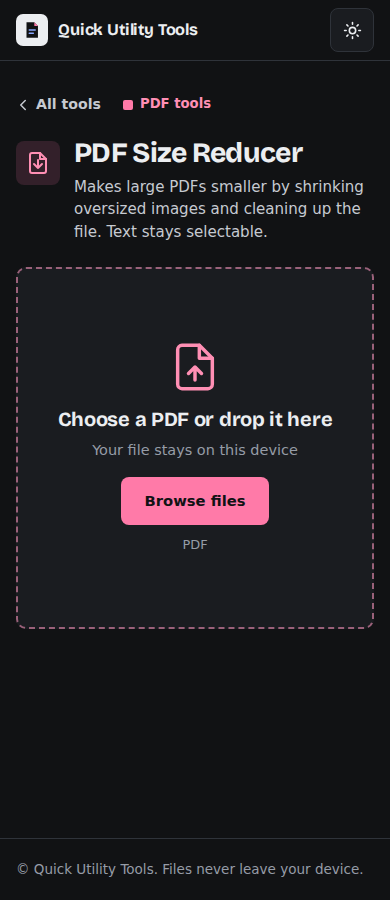 Quick Utility Tools
All tools
PDF tools
PDF Size Reducer
Makes large PDFs smaller by shrinking
oversized images and cleaning up the
file. Text stays selectable.
Choose a PDF or drop it here
Your file stays on this device
Browse files
PDF
© Quick Utility Tools. Files never leave your device.